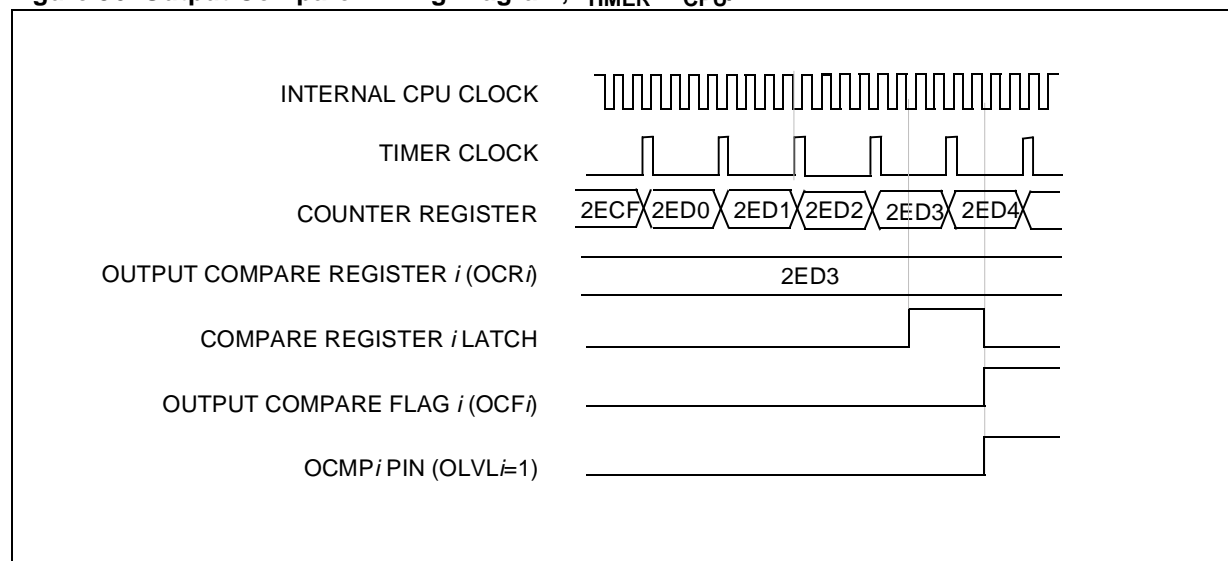 INTERNAL CPU CLOCK
TIMER CLOCK
COUNTER REGISTER
2ECF 2ED0 2ED1 2ED2 2ED3 2ED4
OUTPUT COMPARE REGISTER i (OCRi)
2ED3
COMPARE REGISTER i LATCH
OUTPUT COMPARE FLAG i (OCFi)
OCMPi PIN (OLVLi=1)